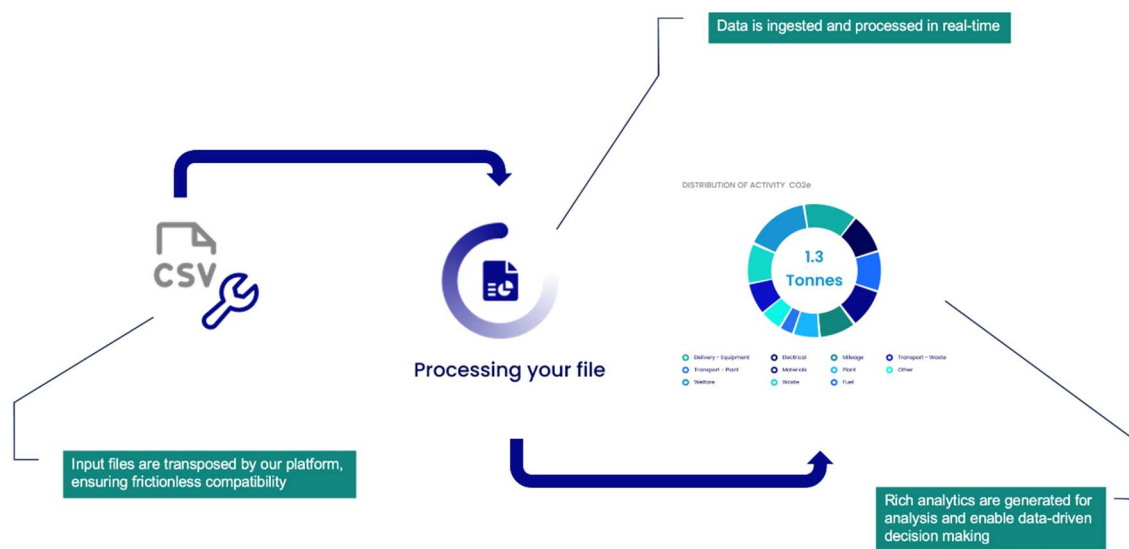 Data is ingested and processed in real-time
CSV
Processing your file
DISTRIBUTION OF ACTIVITY CO2e
1.3
Tonnes
Delivery - Equipment
Electrical
Mileage
Transport - Waste
Transport - Plant
Materials
Plant
Other
Welfare
Waste
Fuel
Input files are transposed by our platform,
ensuring frictionless compatibility
Rich analytics are generated for
analysis and enable data-driven
decision making